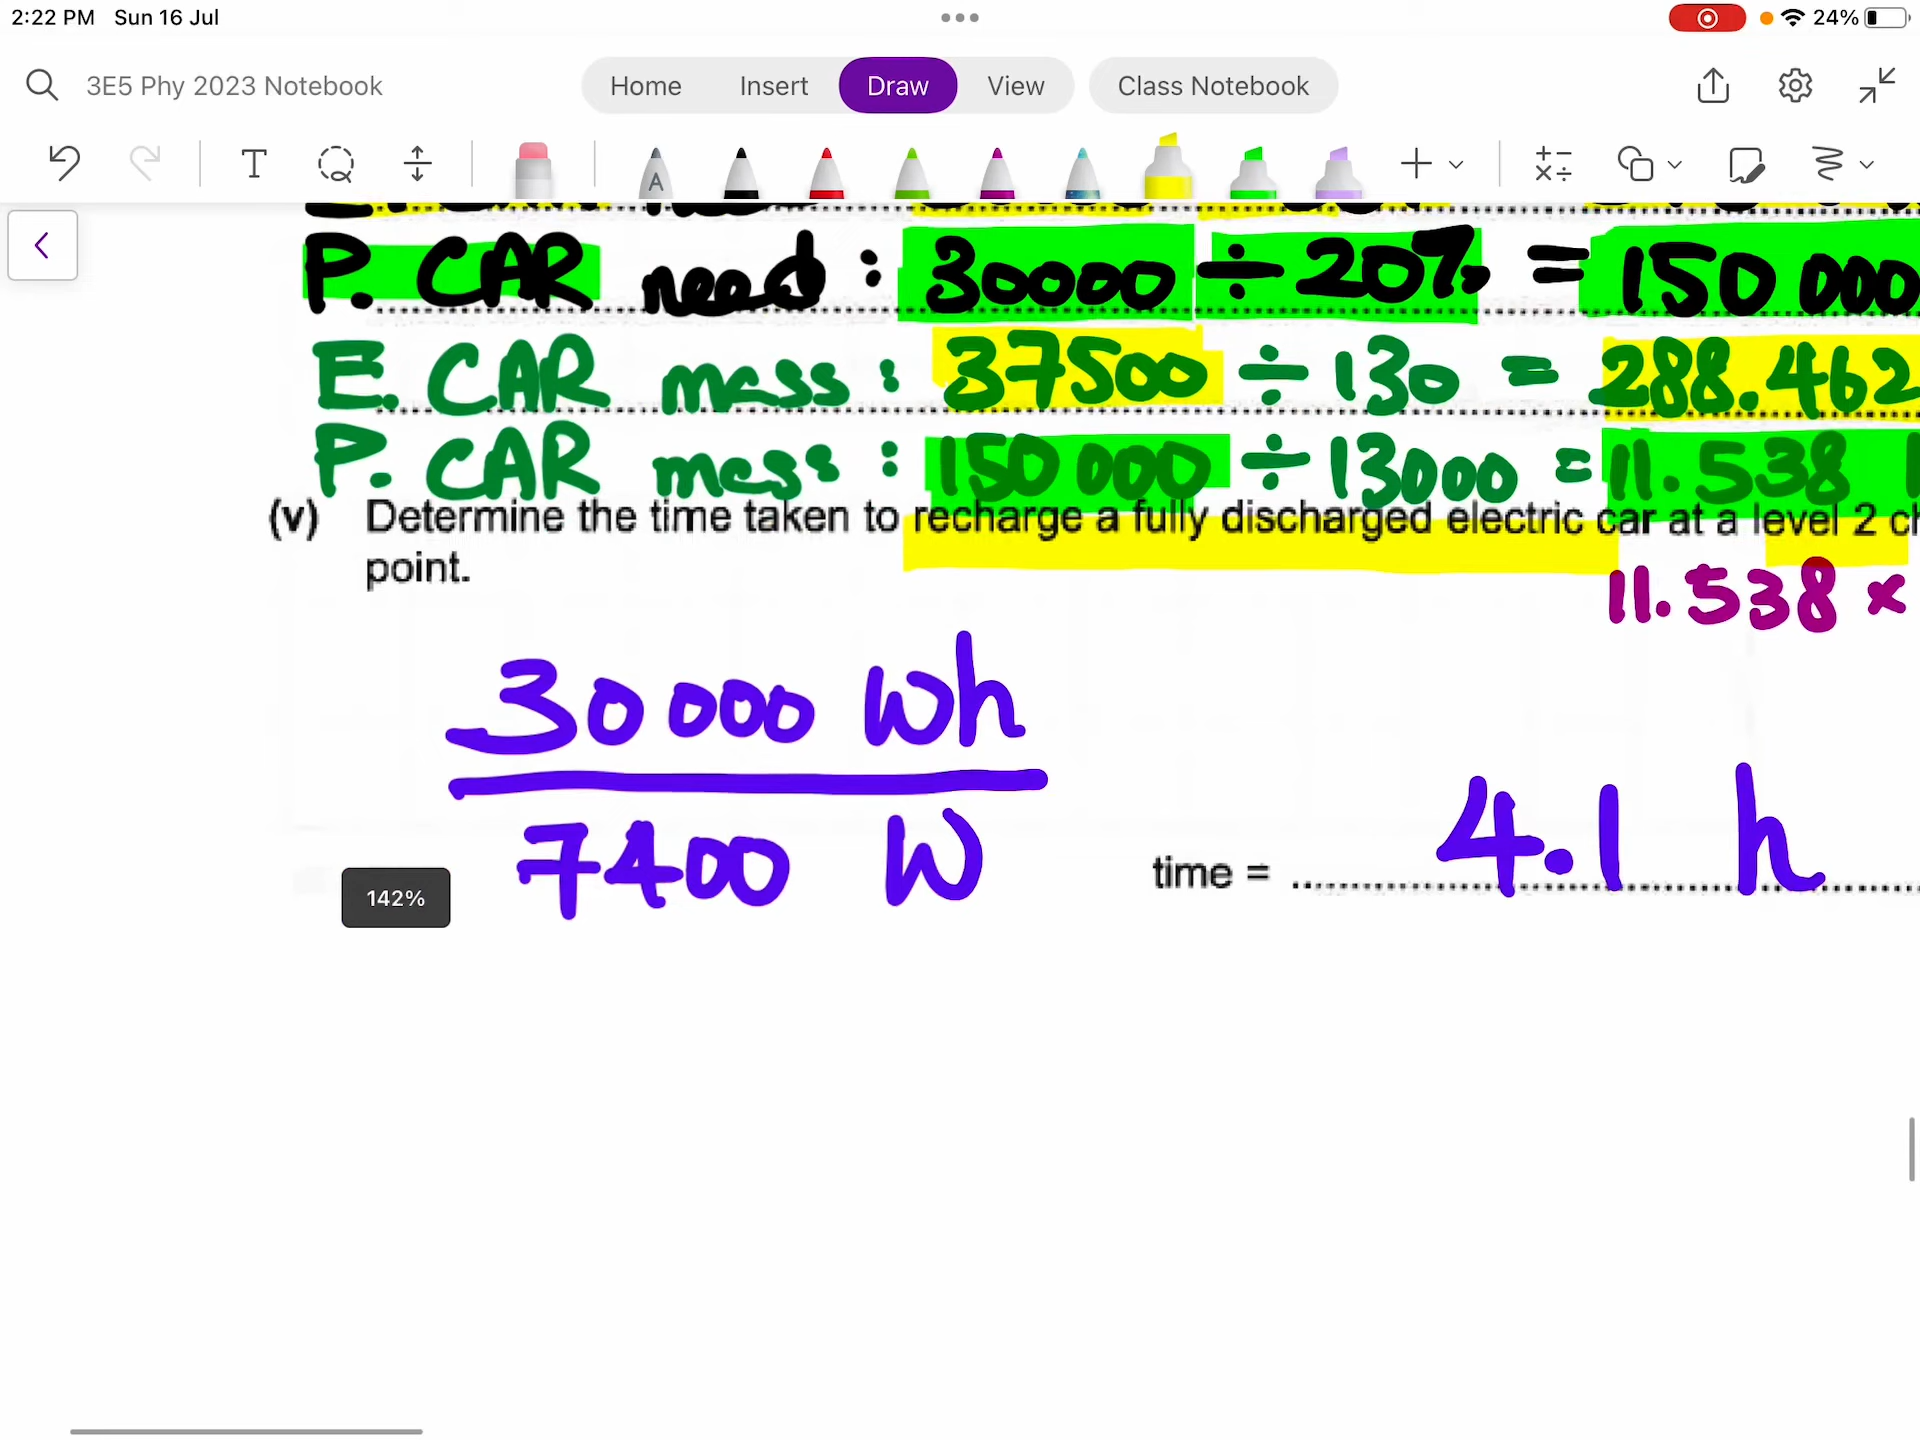 2:22 PM Sun 16 Jul
24%
3E5 Phy 2023 Notebook
Home Insert Draw View Class Notebook
T A
P. CAR need : 30000 ÷ 20% = 150 000
E. CAR mass : 37500 ÷ 130 = 288.462
P. CAR mass : 150 000 ÷ 13000 = 11.538
(v) Determine the time taken to recharge a fully discharged electric car at a level 2 ch
point.
11.538 ×
30 000 Wh
7400 W
time = 4.1 h
142%